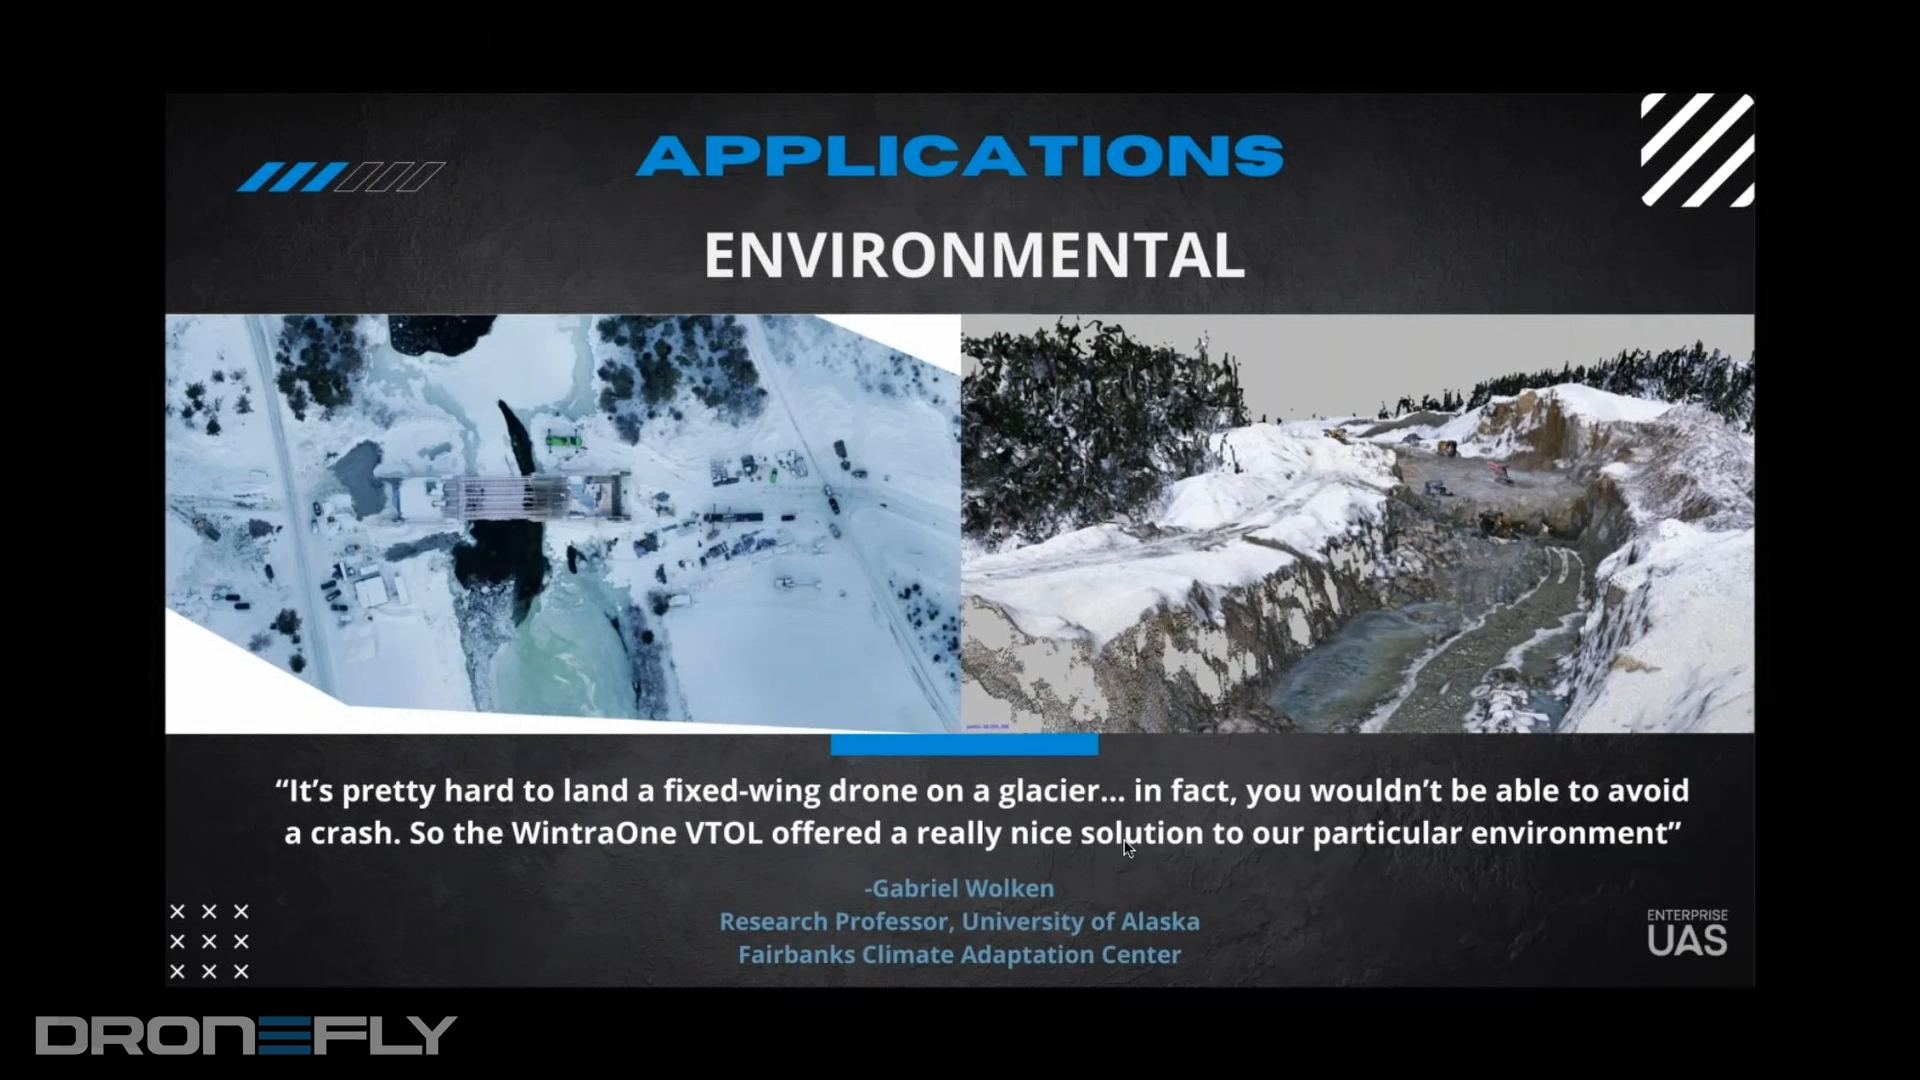 APPLICATIONS
ENVIRONMENTAL
“It’s pretty hard to land a fixed-wing drone on a glacier... in fact, you wouldn’t be able to avoid
a crash. So the WintraOne VTOL offered a really nice solution to our particular environment”
-Gabriel Wolken
Research Professor, University of Alaska
Fairbanks Climate Adaptation Center
ENTERPRISE
UAS
DRONEFLY